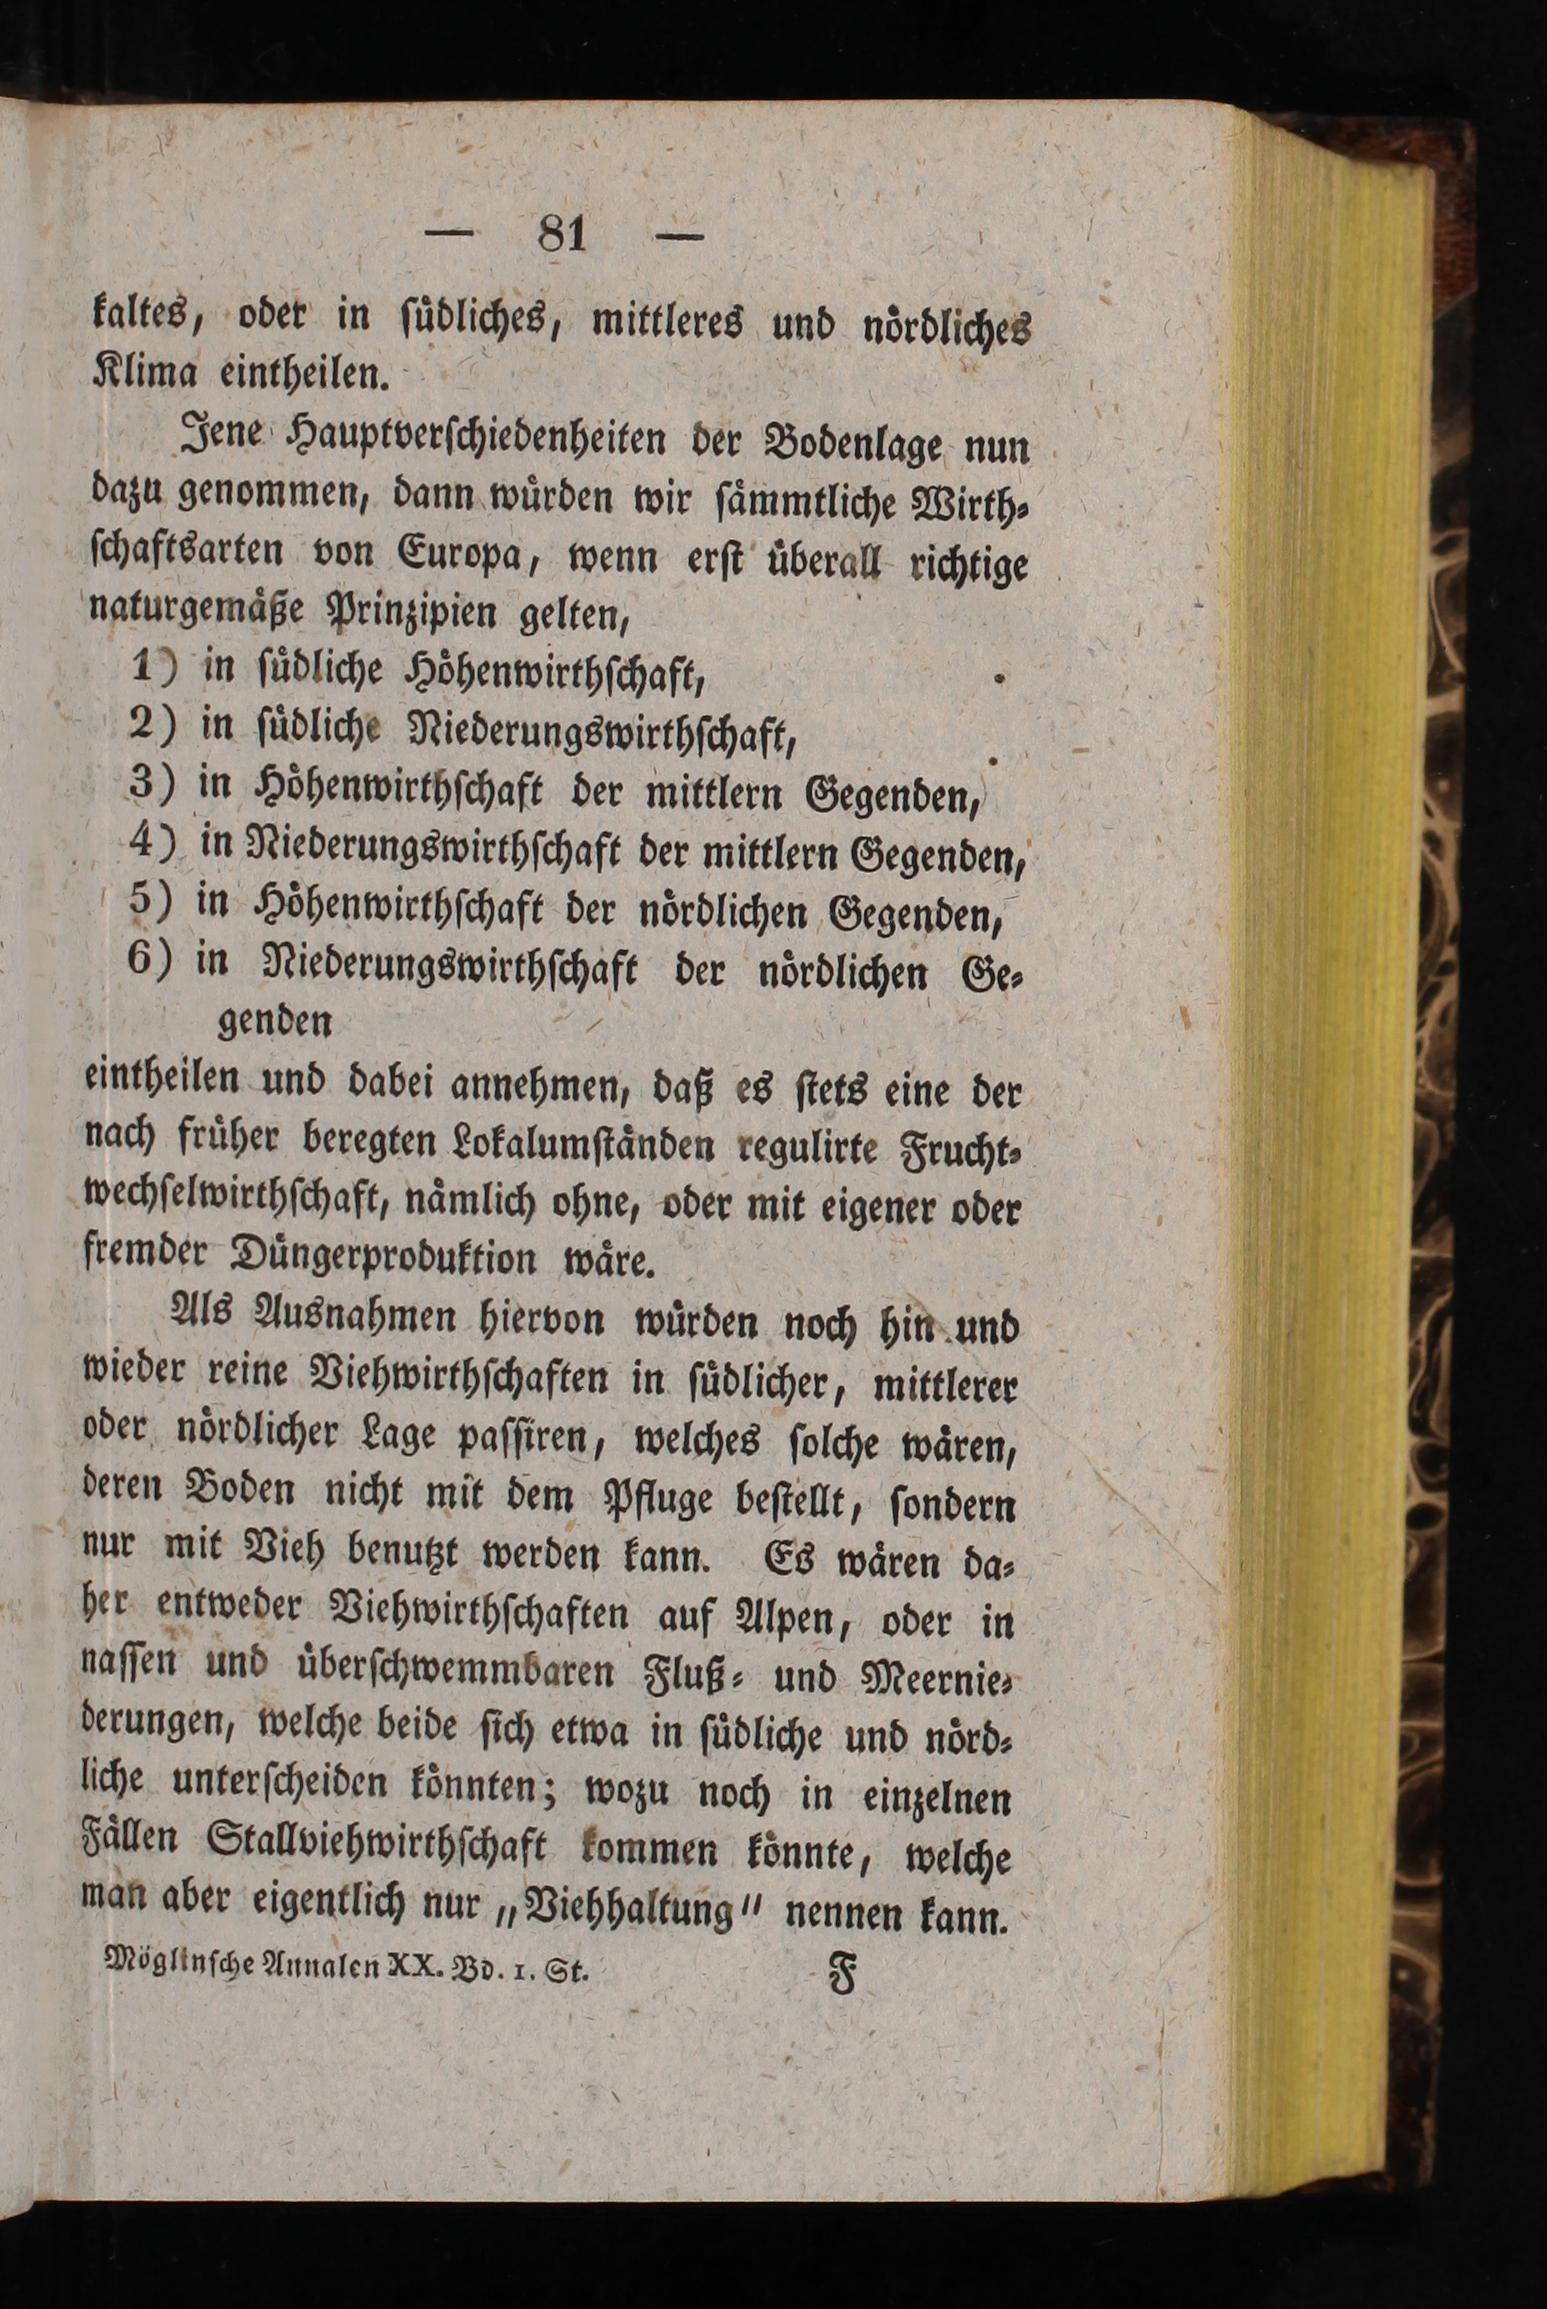 — 81 —
kaltes, oder in ſüdliches, mittleres und nördliches
Klima eintheilen.
Jene Hauptverſchiedenheiten der Bodenlage nun
dazu genommen, dann würden wir ſämmtliche Wirth⸗
ſchaftsarten von Europa, wenn erſt überall richtige
naturgemäße Prinzipien gelten,
1) in ſüdliche Höhenwirthſchaft,
2) in ſüdliche Niederungswirthſchaft,
3) in Höhenwirthſchaft der mittlern Gegenden,
4) in Niederungswirthſchaft der mittlern Gegenden,
5) in Höhenwirthſchaft der nördlichen Gegenden,
6) in Niederungswirthſchaft der nördlichen Ge⸗
genden
eintheilen und dabei annehmen, daß es ſtets eine der
nach früher beregten Lokalumſtänden regulirte Frucht⸗
wechſelwirthſchaft, nämlich ohne, oder mit eigener oder
fremder Düngerproduktion wäre.
Als Ausnahmen hiervon würden noch hin und
wieder reine Viehwirthſchaften in ſüdlicher, mittlerer
oder nördlicher Lage paſſiren, welches ſolche wären,
deren Boden nicht mit dem Pfluge beſtellt, ſondern
nur mit Vieh benutzt werden kann. Es wären da⸗
her entweder Viehwirthſchaften auf Alpen, oder in
naſſen und überſchwemmbaren Fluß⸗ und Meernie⸗
derungen, welche beide ſich etwa in ſüdliche und nörd⸗
liche unterſcheiden könnten; wozu noch in einzelnen
Fällen Stallviehwirthſchaft kommen könnte, welche
man aber eigentlich nur „Viehhaltung" nennen kann.
Möglinſche Annalen XX. Bd. 1. St. F